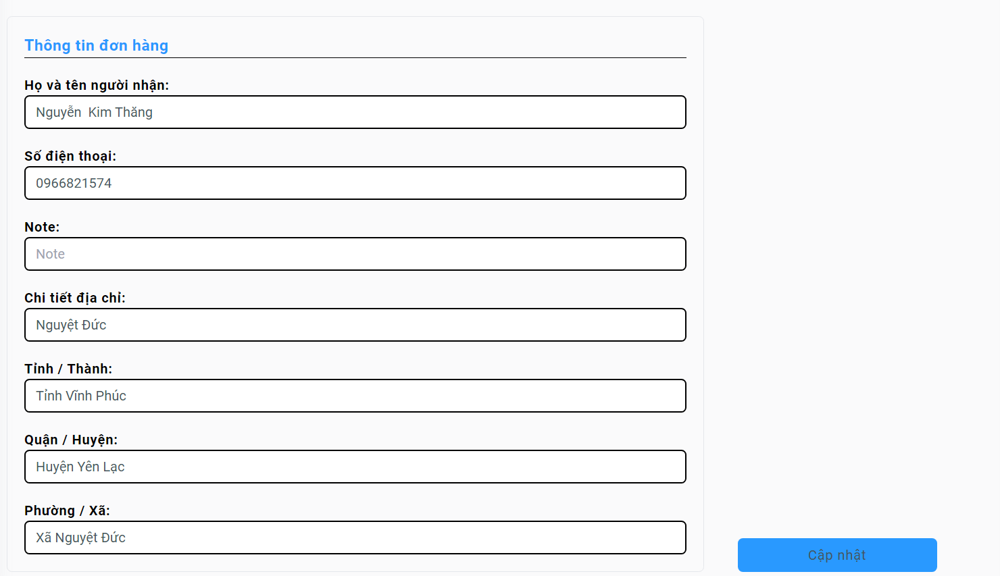 Thông tin đơn hàng
Họ và tên người nhận:
Nguyễn  Kim Thăng
Số điện thoại:
0966821574
Note:
Note
Chi tiết địa chỉ:
Nguyệt Đức
Tỉnh / Thành:
Tỉnh Vĩnh Phúc
Quận / Huyện:
Huyện Yên Lạc
Phường / Xã:
Xã Nguyệt Đức
Cập nhật